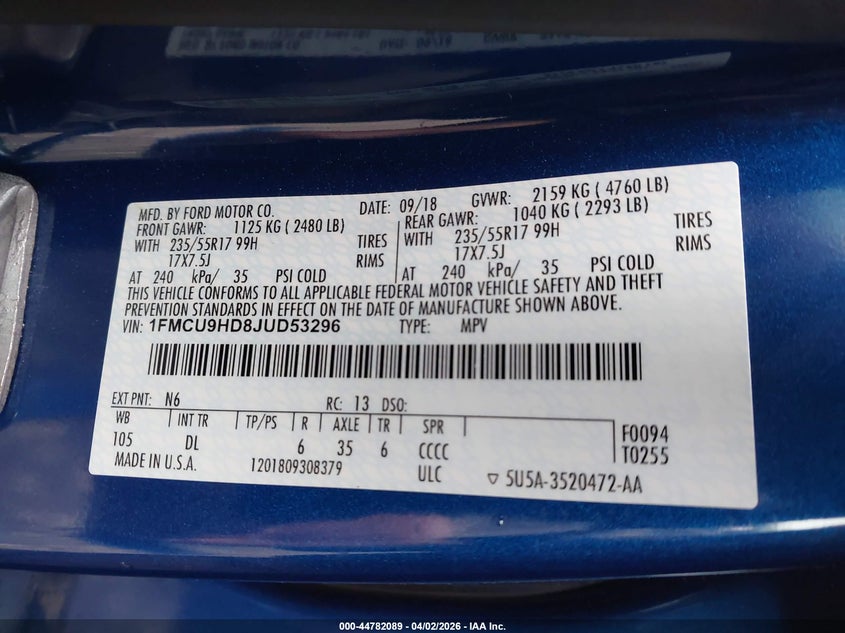 MFD. BY FORD MOTOR CO. DATE: 09/18 GVWR: 2159 KG ( 4760 LB)
FRONT GAWR: 1125 KG ( 2480 LB) REAR GAWR: 1040 KG ( 2293 LB)
WITH 235/55R17 99H TIRES WITH 235/55R17 99H TIRES
17X7.5J RIMS 17X7.5J RIMS
AT 240 kPa/ 35 PSI COLD AT 240 kPa/ 35 PSI COLD
THIS VEHICLE CONFORMS TO ALL APPLICABLE FEDERAL MOTOR VEHICLE SAFETY AND THEFT
PREVENTION STANDARDS IN EFFECT ON THE DATE OF MANUFACTURE SHOWN ABOVE.
VIN: 1FMCU9HD8JUD53296 TYPE: MPV
EXT PNT: N6 RC: 13 DSO:
WB INT TR TP/PS R AXLE TR SPR
105 DL 6 35 6 CCCC F0094
MADE IN U.S.A. 1201809308379 ULC T0255
▽ 5U5A-3520472-AA
000-44782089 - 04/02/2026 - IAA Inc.